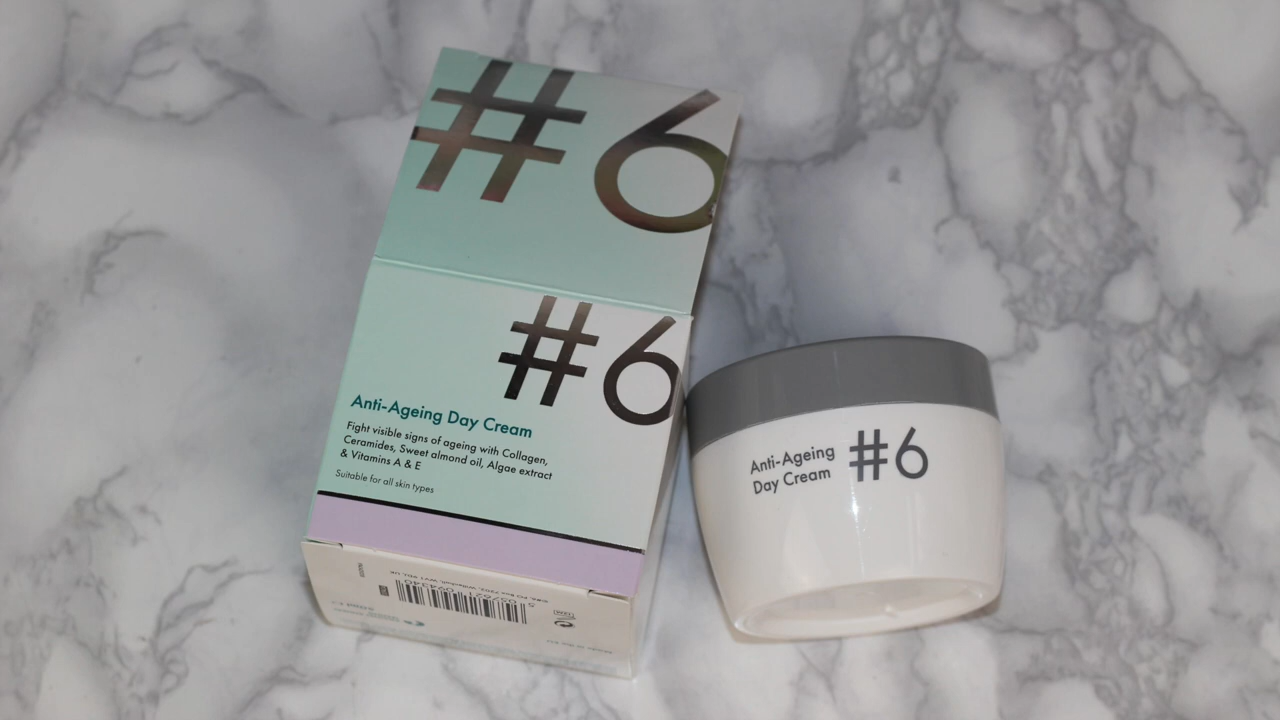 #6
#6
Anti-Ageing Day Cream
Fight visible signs of ageing with Collagen,
Ceramides, Sweet almond oil, Algae extract
& Vitamins A & E
Suitable for all skin types
Anti-Ageing
Day Cream
#6